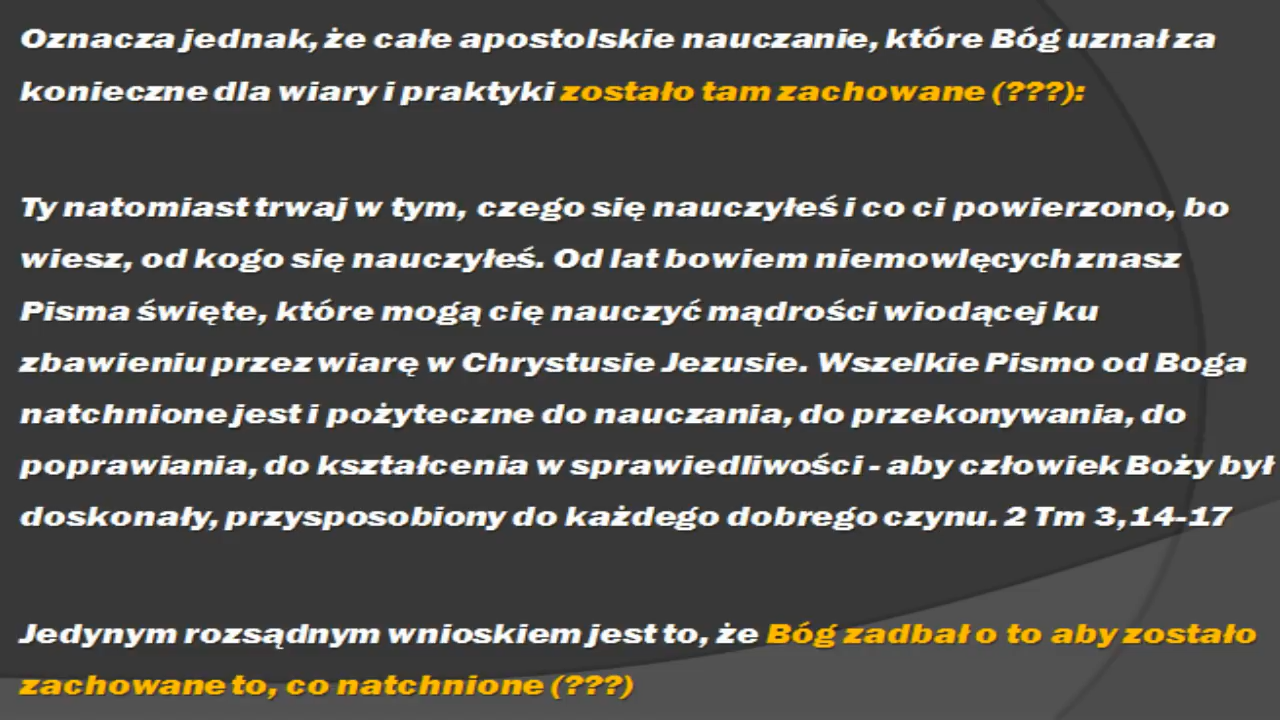 Oznacza jednak, że całe apostolskie nauczanie, które Bóg uznał za
konieczne dla wiary i praktyki zostało tam zachowane (???):
Ty natomiast trwaj w tym, czego się nauczyłeś i co ci powierzono, bo
wiesz, od kogo się nauczyłeś. Od lat bowiem niemowlęcych znasz
Pisma święte, które mogą cię nauczyć mądrości wiodącej ku
zbawieniu przez wiarę w Chrystusie Jezusie. Wszelkie Pismo od Boga
natchnione jest i pożyteczne do nauczania, do przekonywania, do
poprawiania, do kształcenia w sprawiedliwości - aby człowiek Boży był
doskonały, przysposobiony do każdego dobrego czynu. 2 Tm 3,14-17
Jedynym rozsądnym wnioskiem jest to, że Bóg zadbał o to aby zostało
zachowane to, co natchnione (???)